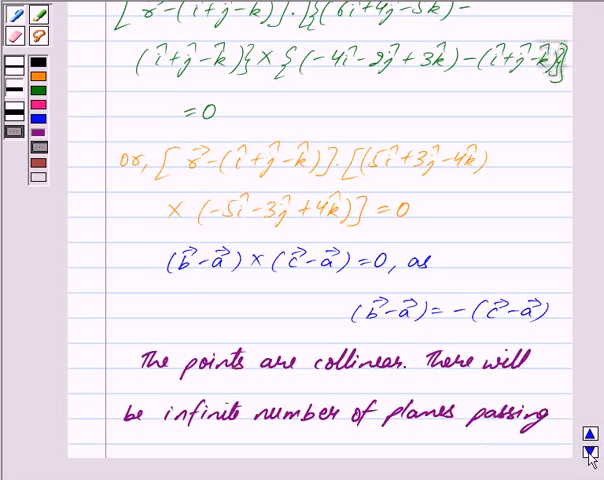 [r⃗-(î+ĵ-k̂)].[{(6î+4ĵ-5k̂)-
(î+ĵ-k̂)}×{(-4î-2ĵ+3k̂)-(î+ĵ-k̂)}]
=0
or, [r⃗-(î+ĵ-k̂)].[(5î+3ĵ-4k̂)
×(-5î-3ĵ+4k̂)]=0
(b⃗-a⃗)×(c⃗-a⃗)=0, as
(b⃗-a⃗)=-(c⃗-a⃗)
The points are collinear. There will
be infinite number of planes passing